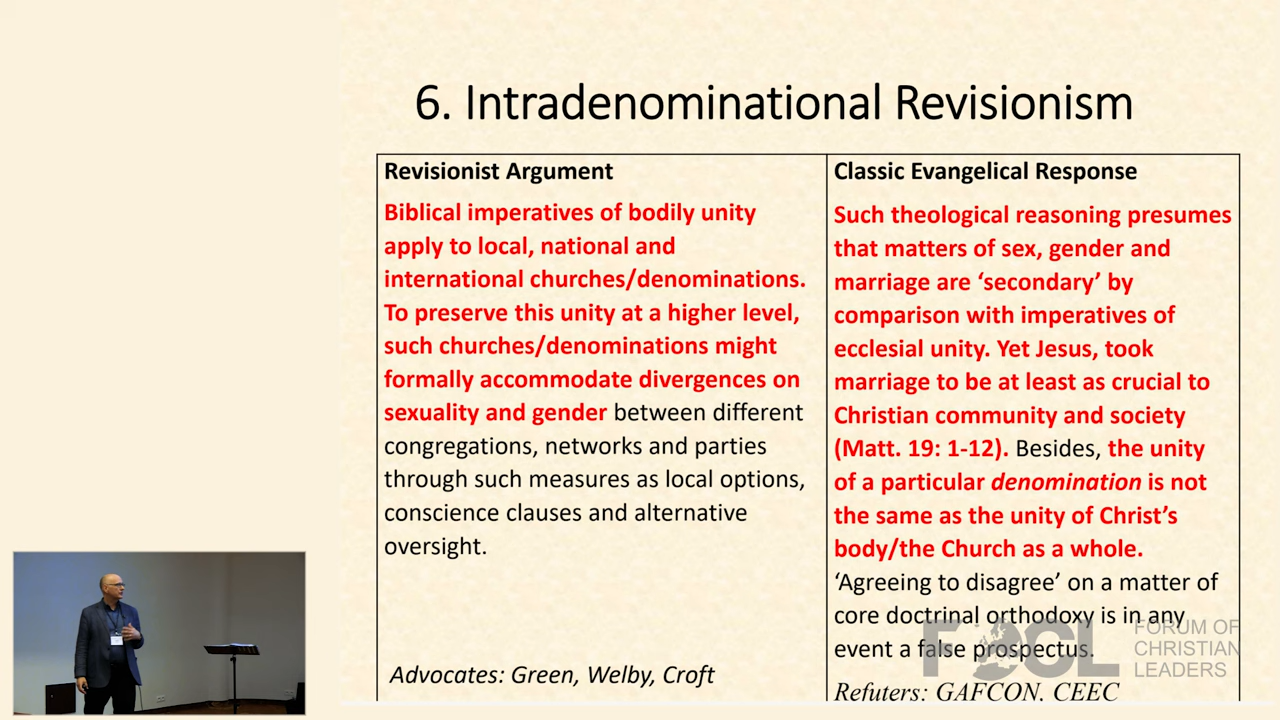 6. Intradenominational Revisionism
Revisionist Argument
Biblical imperatives of bodily unity
apply to local, national and
international churches/denominations.
To preserve this unity at a higher level,
such churches/denominations might
formally accommodate divergences on
sexuality and gender between different
congregations, networks and parties
through such measures as local options,
conscience clauses and alternative
oversight.
Advocates: Green, Welby, Croft
Classic Evangelical Response
Such theological reasoning presumes
that matters of sex, gender and
marriage are ‘secondary’ by
comparison with imperatives of
ecclesial unity. Yet Jesus, took
marriage to be at least as crucial to
Christian community and society
(Matt. 19: 1-12). Besides, the unity
of a particular denomination is not
the same as the unity of Christ’s
body/the Church as a whole.
‘Agreeing to disagree’ on a matter of
core doctrinal orthodoxy is in any
event a false prospectus.
Refuters: GAFCON, CEEC
FOCL
FORUM OF
CHRISTIAN
LEADERS